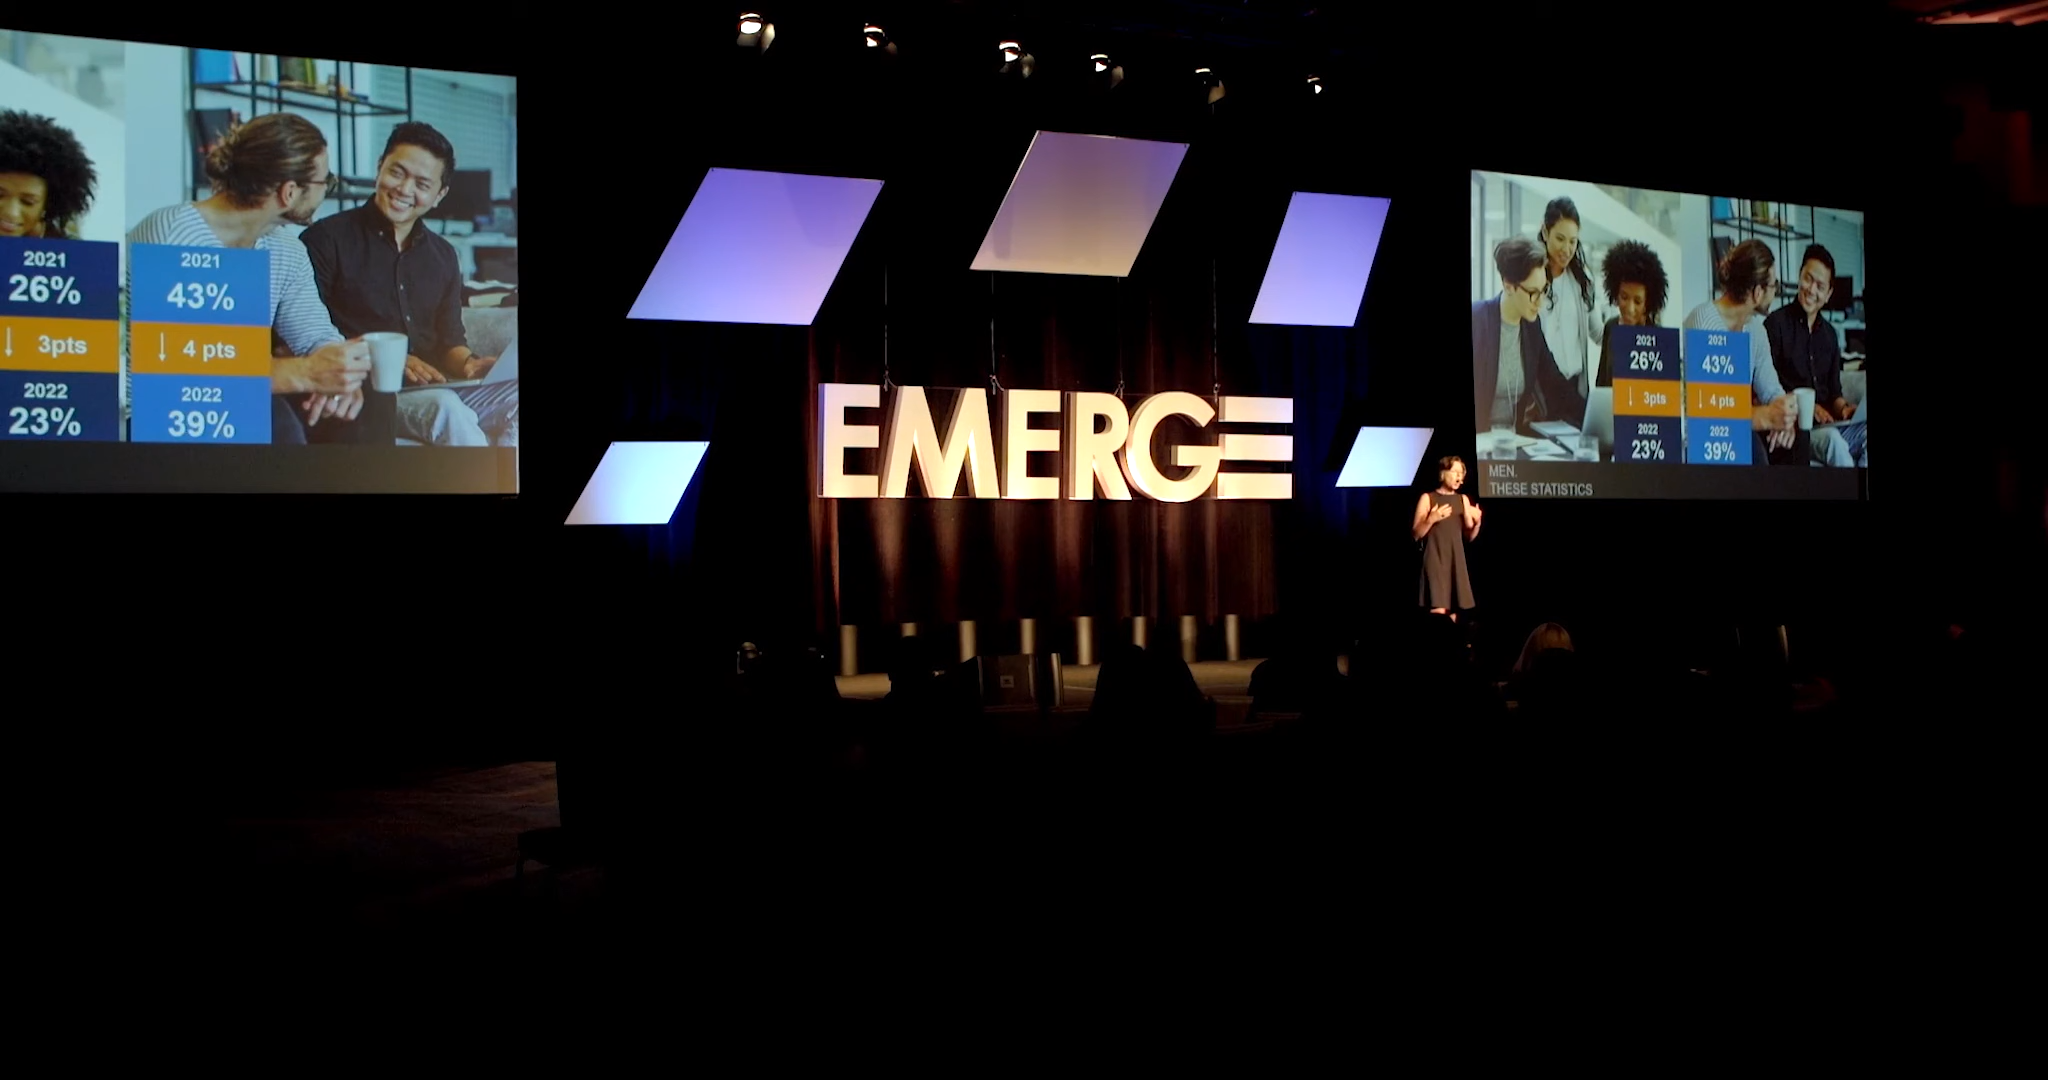 2021
26%
↓ 3pts
2022
23%
2021
43%
↓ 4 pts
2022
39%
EMERGE
2021
26%
↓ 3pts
2022
23%
2021
43%
↓ 4 pts
2022
39%
MEN.
THESE STATISTICS